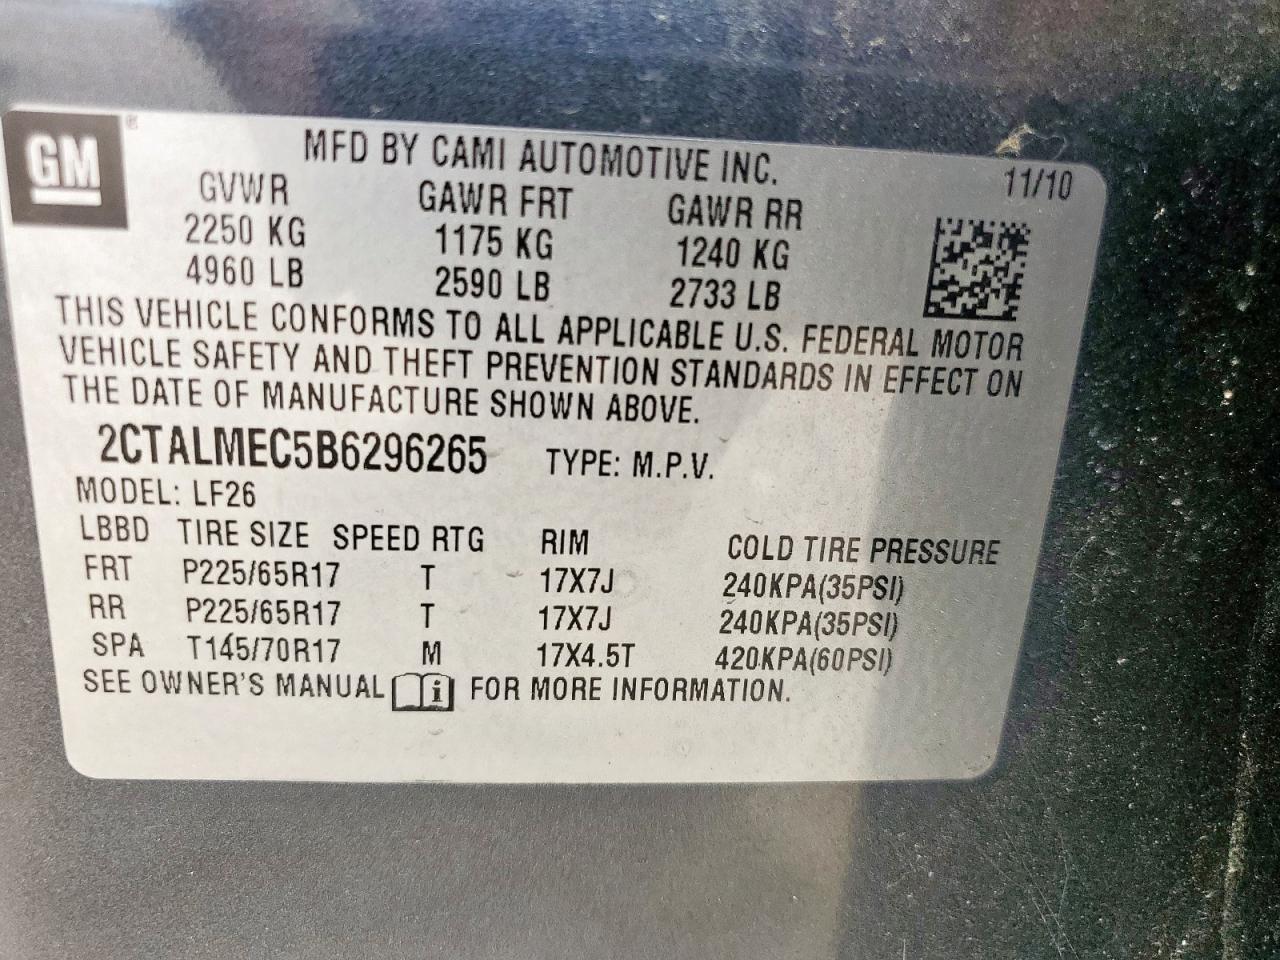 GM
MFD BY CAMI AUTOMOTIVE INC.
11/10
GVWR GAWR FRT GAWR RR
2250 KG 1175 KG 1240 KG
4960 LB 2590 LB 2733 LB
THIS VEHICLE CONFORMS TO ALL APPLICABLE U.S. FEDERAL MOTOR
VEHICLE SAFETY AND THEFT PREVENTION STANDARDS IN EFFECT ON
THE DATE OF MANUFACTURE SHOWN ABOVE.
2CTALMEC5B6296265 TYPE: M.P.V.
MODEL: LF26
LBBD TIRE SIZE SPEED RTG RIM COLD TIRE PRESSURE
FRT P225/65R17 T 17X7J 240KPA(35PSI)
RR P225/65R17 T 17X7J 240KPA(35PSI)
SPA T145/70R17 M 17X4.5T 420KPA(60PSI)
SEE OWNER'S MANUAL i FOR MORE INFORMATION.